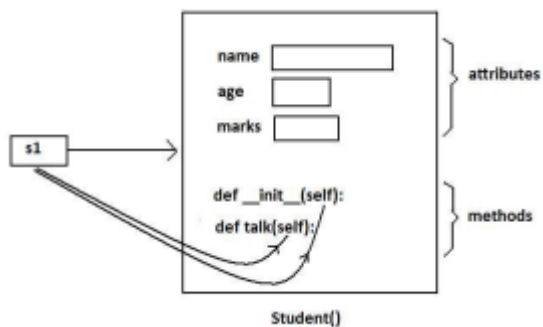 name
attributes
age
marks
s1
def __init__(self):
methods
def talk(self):
Student()